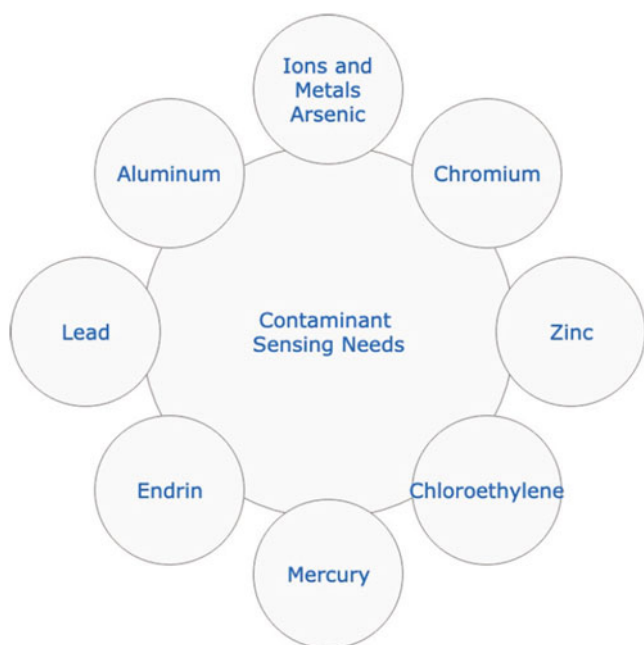 Ions and
Metals
Arsenic
Aluminum
Chromium
Lead
Contaminant
Sensing Needs
Zinc
Endrin
Chloroethylene
Mercury